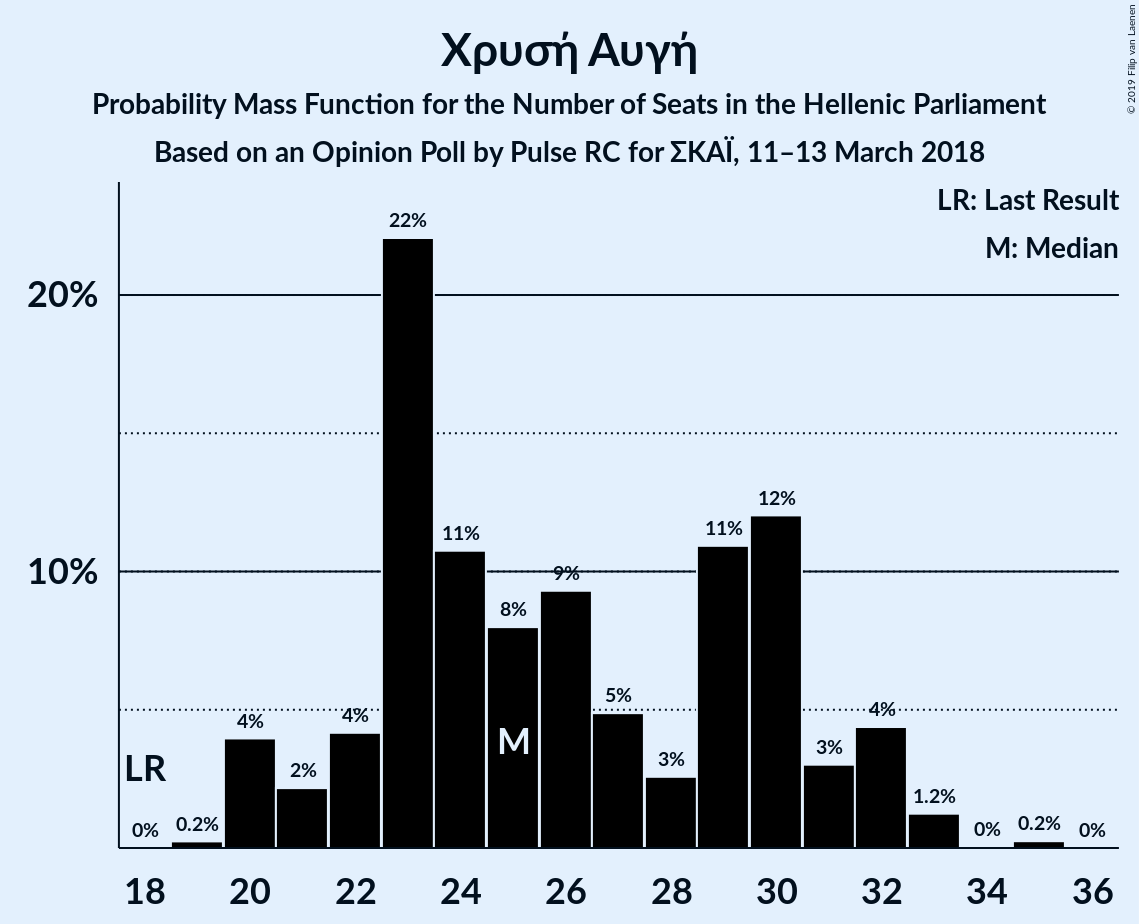 Χρυσή Αυγή
Probability Mass Function for the Number of Seats in the Hellenic Parliament
Based on an Opinion Poll by Pulse RC for ΣΚΑΪ, 11–13 March 2018
© 2019 Filip van Laenen
LR: Last Result
M: Median
20%
10%
0%
0.2%
4%
2%
4%
22%
11%
8%
9%
5%
3%
11%
12%
3%
4%
1.2%
0%
0.2%
0%
LR
M
18 20 22 24 26 28 30 32 34 36